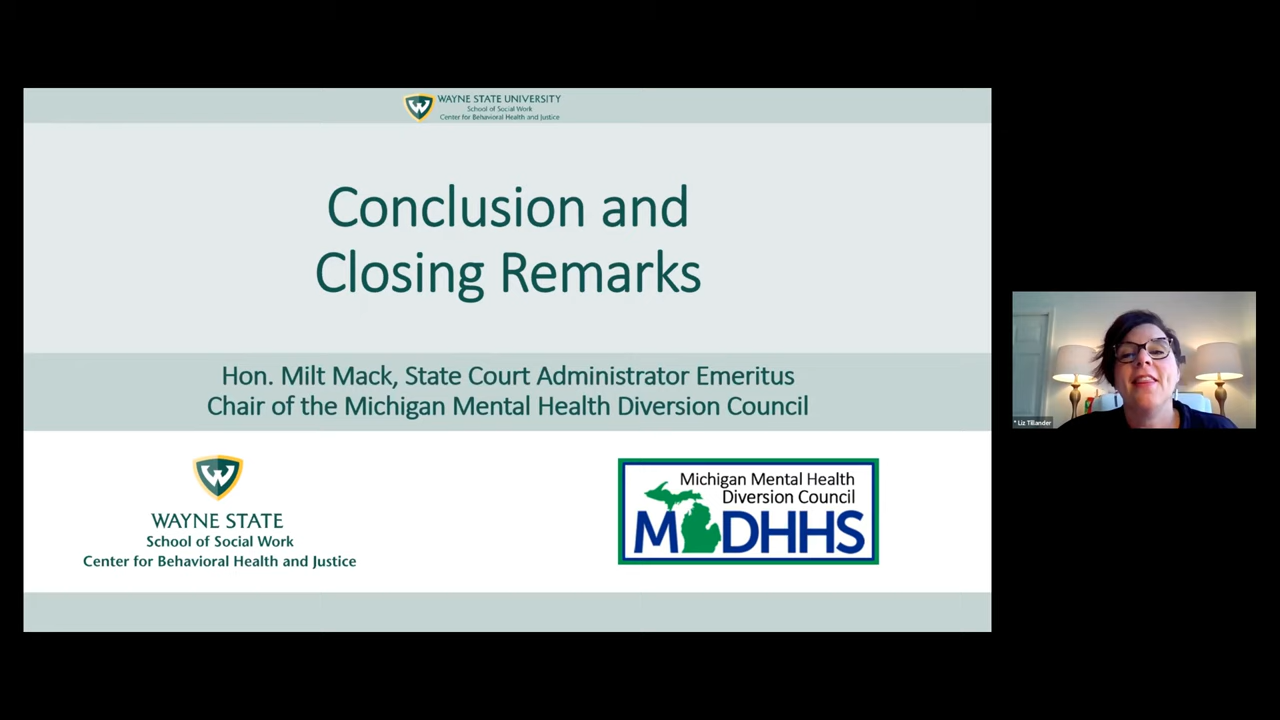 WAYNE STATE UNIVERSITY
School of Social Work
Center for Behavioral Health and Justice
Conclusion and
Closing Remarks
Hon. Milt Mack, State Court Administrator Emeritus
Chair of the Michigan Mental Health Diversion Council
WAYNE STATE
School of Social Work
Center for Behavioral Health and Justice
Michigan Mental Health
Diversion Council
MDHHS
* Liz Tillander